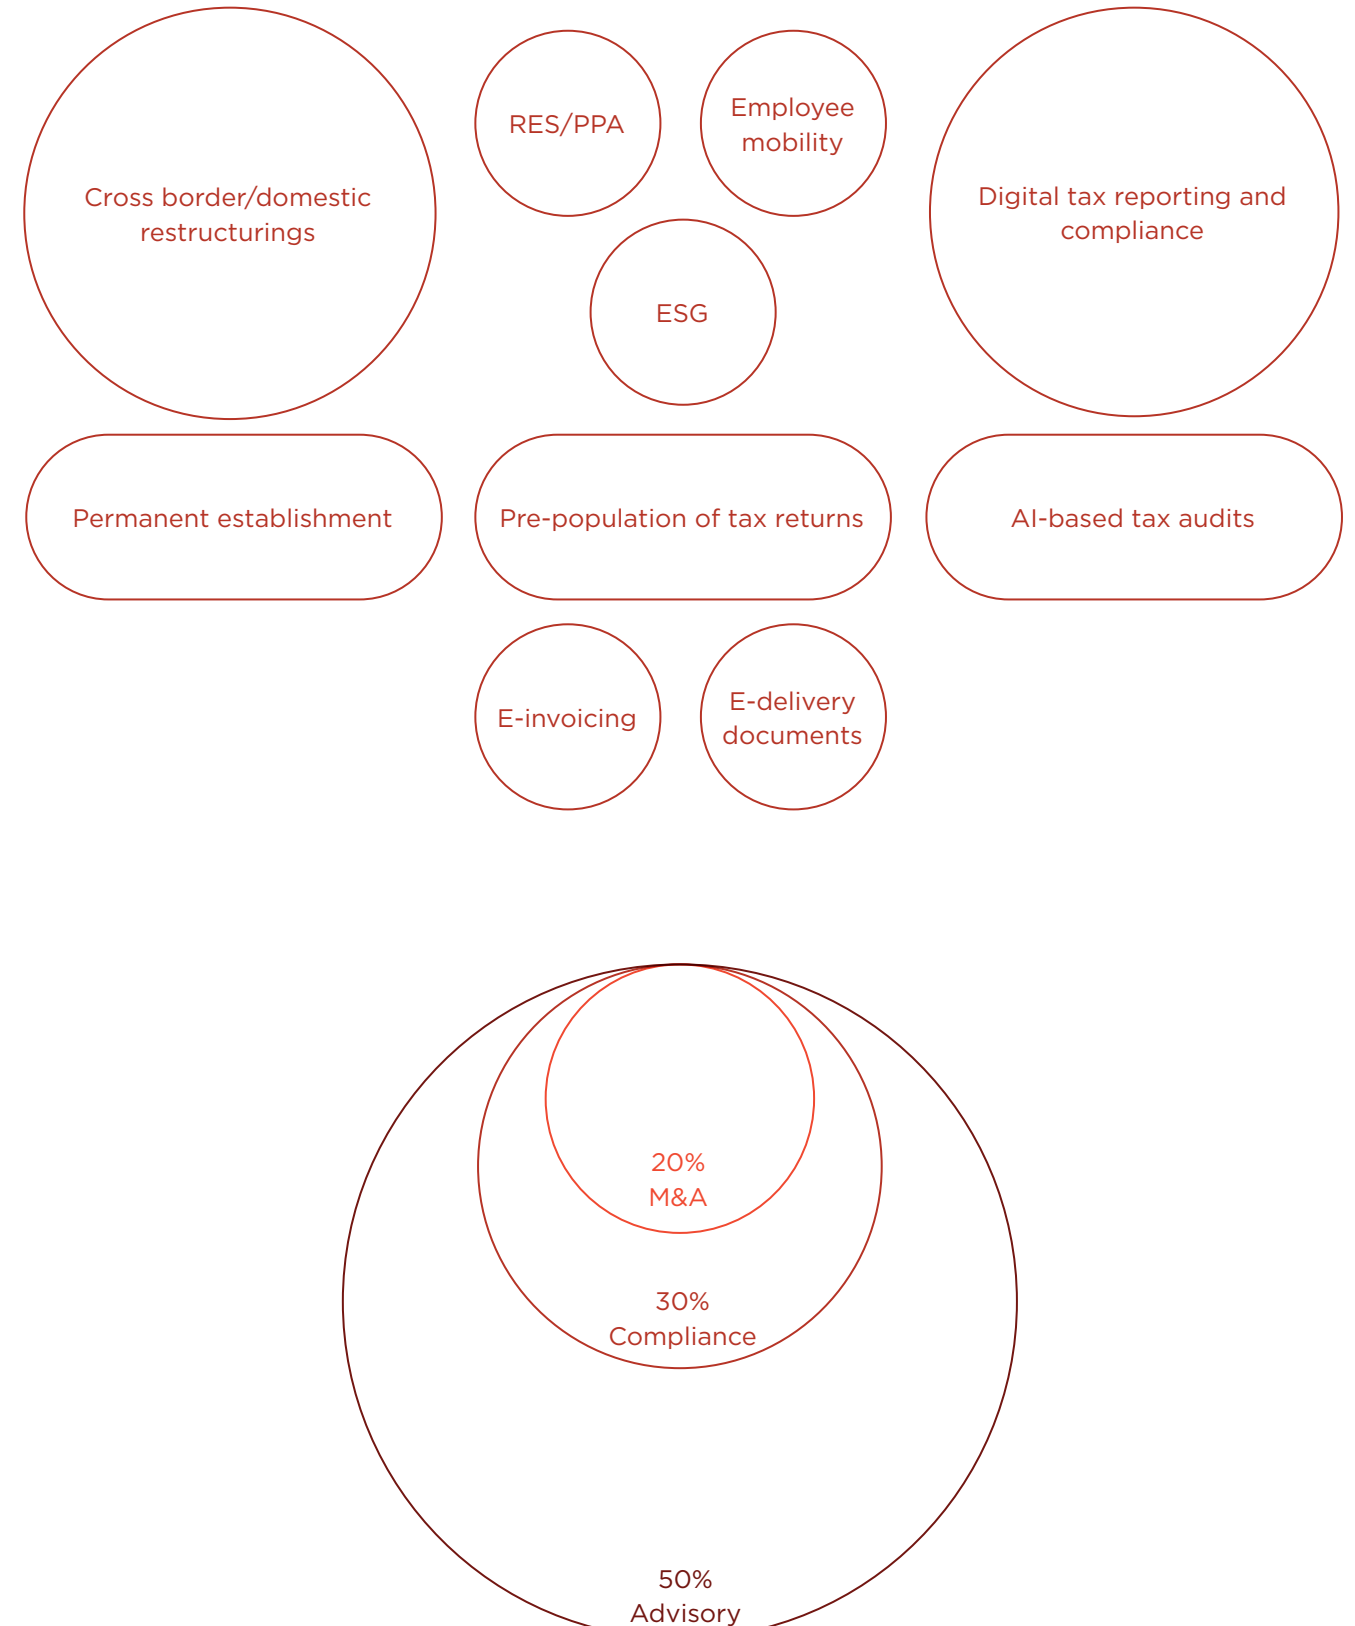 RES/PPA
Employee
mobility
Cross border/domestic
restructurings
Digital tax reporting and
compliance
ESG
Permanent establishment
Pre-population of tax returns
AI-based tax audits
E-invoicing
E-delivery
documents
20%
M&A
30%
Compliance
50%
Advisory